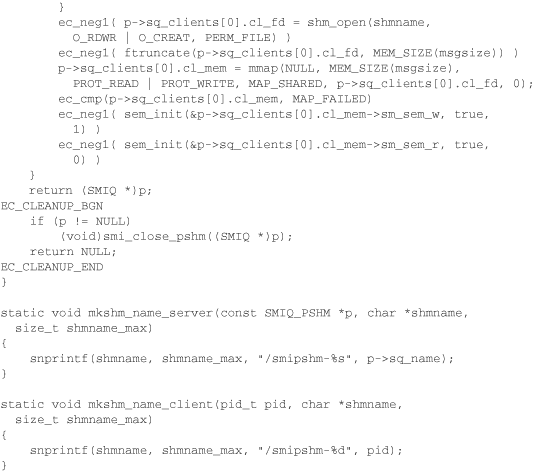 }
        ec_neg1( p->sq_clients[0].cl_fd = shm_open(shmname,
          O_RDWR | O_CREAT, PERM_FILE) )
        ec_neg1( ftruncate(p->sq_clients[0].cl_fd, MEM_SIZE(msgsize)) )
        p->sq_clients[0].cl_mem = mmap(NULL, MEM_SIZE(msgsize),
          PROT_READ | PROT_WRITE, MAP_SHARED, p->sq_clients[0].cl_fd, 0);
        ec_cmp(p->sq_clients[0].cl_mem, MAP_FAILED)
        ec_neg1( sem_init(&p->sq_clients[0].cl_mem->sm_sem_w, true,
          1) )
        ec_neg1( sem_init(&p->sq_clients[0].cl_mem->sm_sem_r, true,
          0) )
    }
    return (SMIQ *)p;
EC_CLEANUP_BGN
    if (p != NULL)
        (void)smi_close_pshm((SMIQ *)p);
    return NULL;
EC_CLEANUP_END
}

static void mkshm_name_server(const SMIQ_PSHM *p, char *shmname,
  size_t shmname_max)
{
    snprintf(shmname, shmname_max, "/smipshm-%s", p->sq_name);
}

static void mkshm_name_client(pid_t pid, char *shmname,
  size_t shmname_max)
{
    snprintf(shmname, shmname_max, "/smipshm-%d", pid);
}